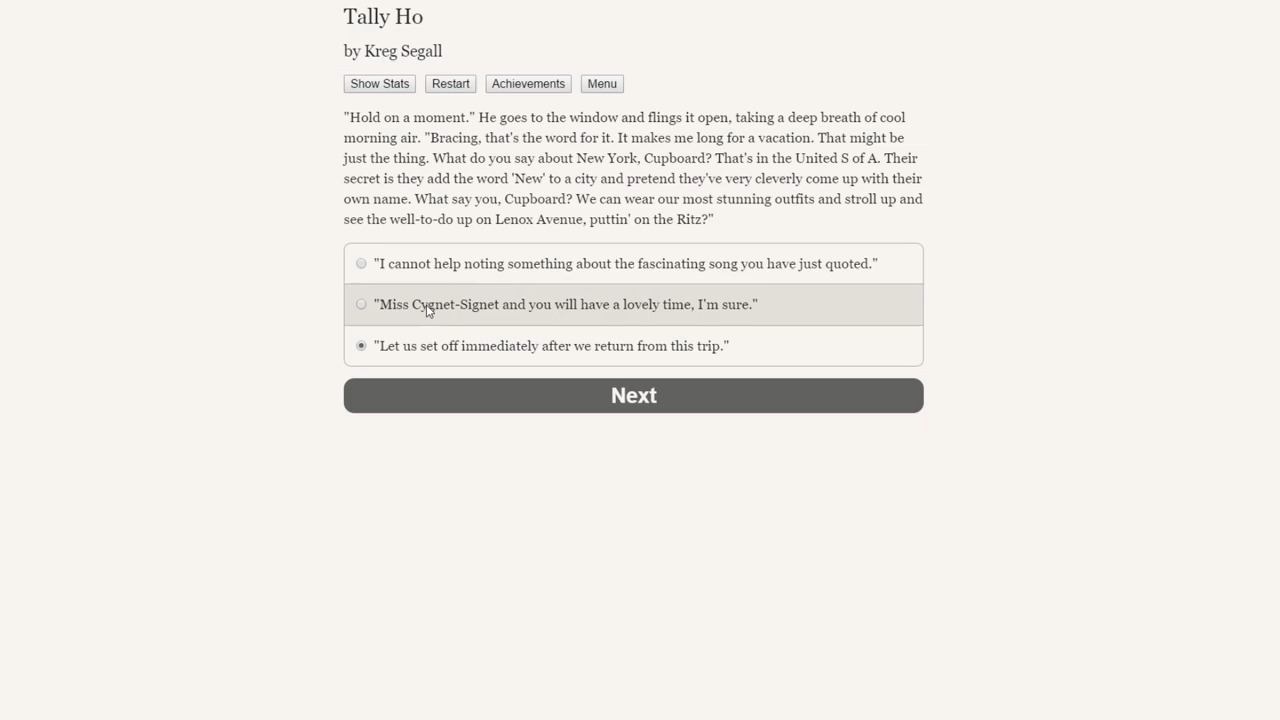 Tally Ho
by Kreg Segall
Show Stats Restart Achievements Menu
"Hold on a moment." He goes to the window and flings it open, taking a deep breath of cool
morning air. "Bracing, that's the word for it. It makes me long for a vacation. That might be
just the thing. What do you say about New York, Cupboard? That's in the United S of A. Their
secret is they add the word 'New' to a city and pretend they've very cleverly come up with their
own name. What say you, Cupboard? We can wear our most stunning outfits and stroll up and
see the well-to-do up on Lenox Avenue, puttin' on the Ritz?"
"I cannot help noting something about the fascinating song you have just quoted."
"Miss Cygnet-Signet and you will have a lovely time, I'm sure."
"Let us set off immediately after we return from this trip."
Next